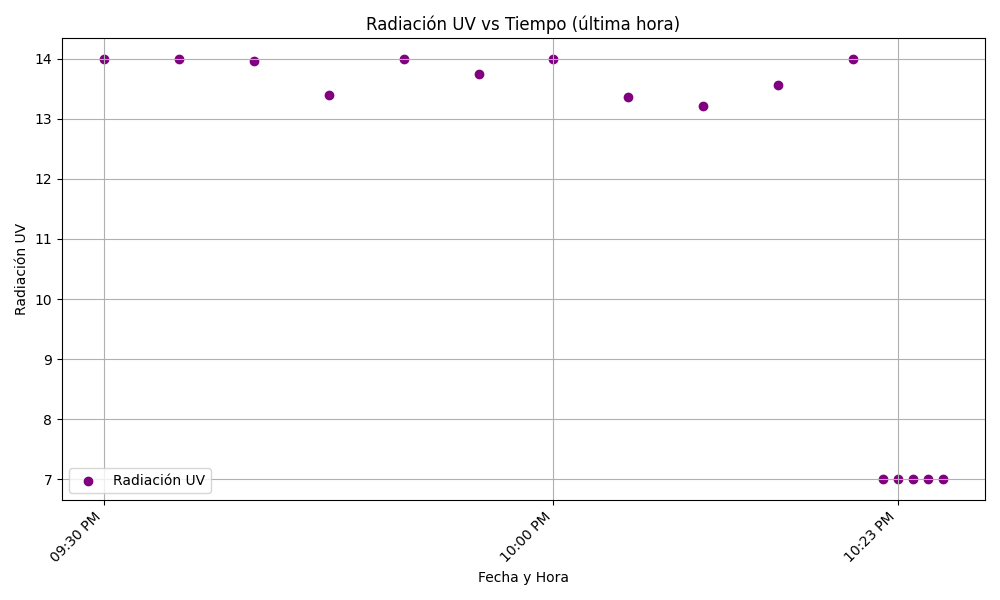 Radiación UV vs Tiempo (última hora)
Radiación UV
14
13
12
11
10
9
8
7
Radiación UV
09:30 PM
10:00 PM
10:23 PM
Fecha y Hora